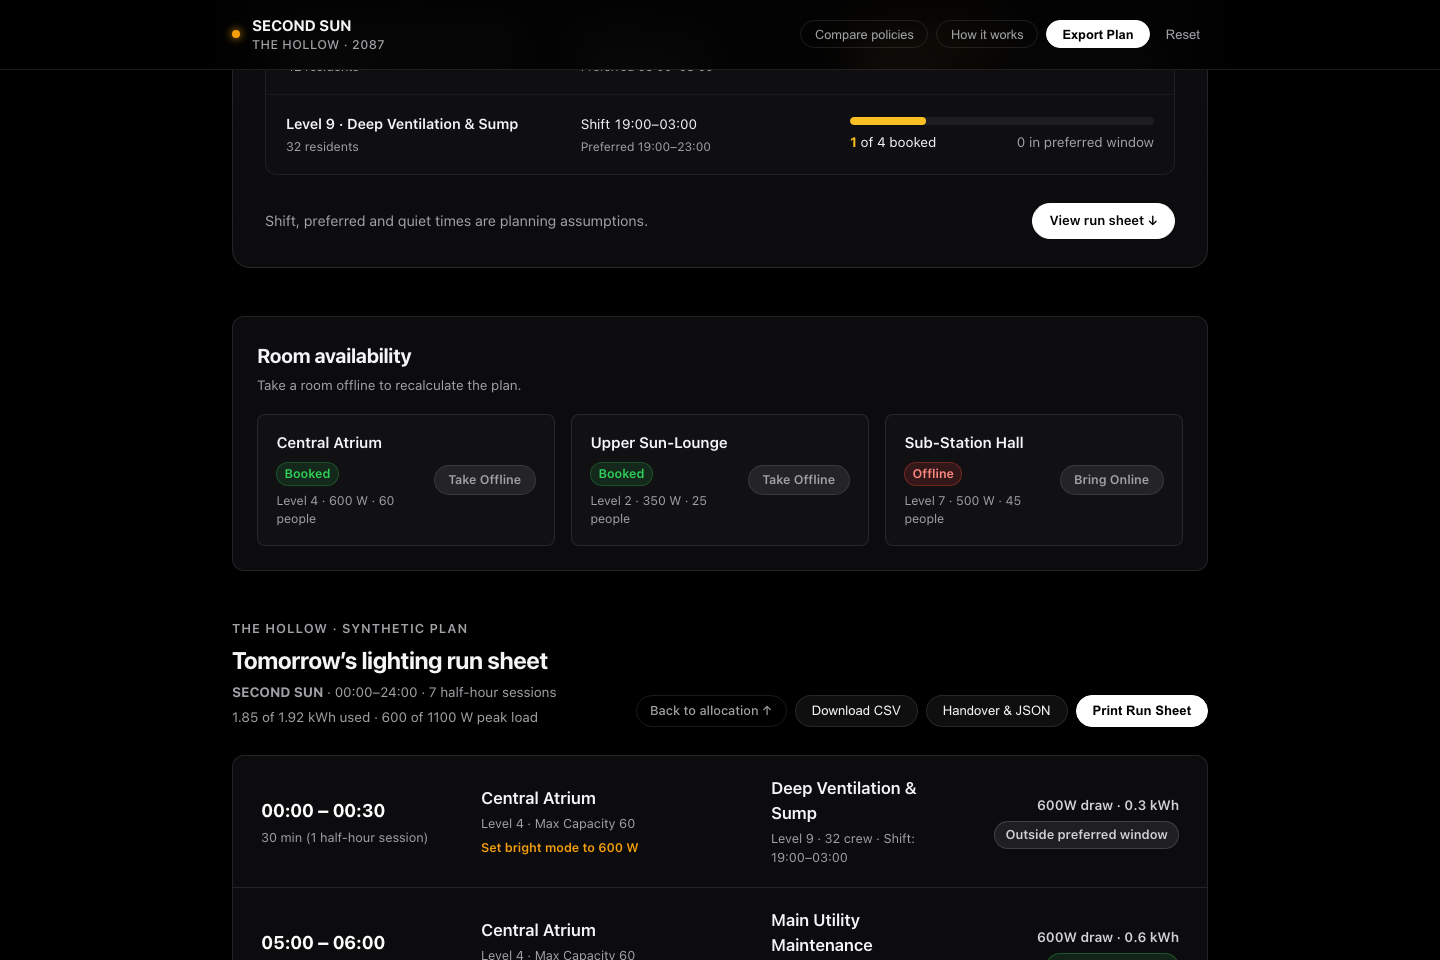 SECOND SUN
THE HOLLOW · 2087
Compare policies
How it works
Export Plan
Reset
Level 9 · Deep Ventilation & Sump
32 residents
Shift 19:00–03:00
Preferred 19:00–23:00
1 of 4 booked
0 in preferred window
Shift, preferred and quiet times are planning assumptions.
View run sheet ↓
Room availability
Take a room offline to recalculate the plan.
Central Atrium
Booked
Level 4 · 600 W · 60
people
Take Offline
Upper Sun-Lounge
Booked
Level 2 · 350 W · 25
people
Take Offline
Sub-Station Hall
Offline
Level 7 · 500 W · 45
people
Bring Online
THE HOLLOW · SYNTHETIC PLAN
Tomorrow’s lighting run sheet
SECOND SUN · 00:00–24:00 · 7 half-hour sessions
1.85 of 1.92 kWh used · 600 of 1100 W peak load
Back to allocation ↑
Download CSV
Handover & JSON
Print Run Sheet
00:00 – 00:30
30 min (1 half-hour session)
Central Atrium
Level 4 · Max Capacity 60
Set bright mode to 600 W
Deep Ventilation &
Sump
Level 9 · 32 crew · Shift:
19:00–03:00
600W draw · 0.3 kWh
Outside preferred window
05:00 – 06:00
Central Atrium
Level 4 · Max Capacity 60
Main Utility
Maintenance
600W draw · 0.6 kWh